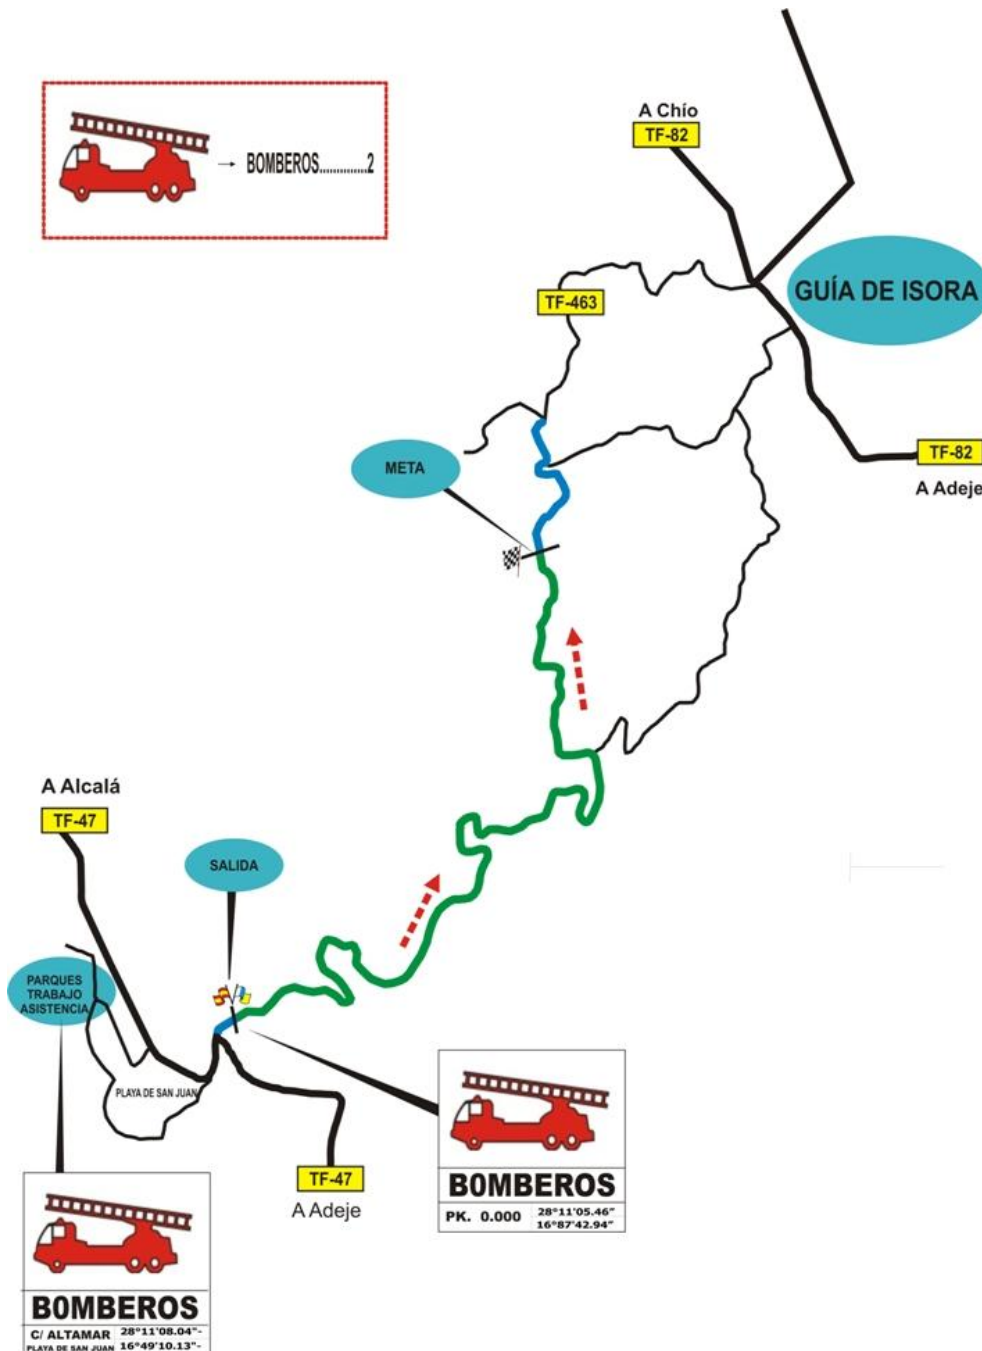 A Chío
TF-82
BOMBEROS..............2
GUÍA DE ISORA
TF-463
TF-82
META
A Adeje
A Alcalá
TF-47
SALIDA
PARQUES
TRABAJO
ASISTENCIA
PLAYA DE SAN JUAN
TF-47
A Adeje
BOMBEROS
PK. 0.000
28°11'05.46"
16°87'42.94"
BOMBEROS
C/ ALTAMAR
PLAYA DE SAN JUAN
28°11'08.04"-
16°49'10.13"-